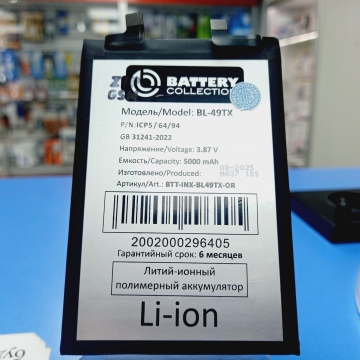 BATTERY
COLLECTION
Модель/Model: BL-49TX
P/N: ICP5/64/94
GB 31241-2022
Напряжение/Voltage: 3.87 V
Емкость/Capacity: 5000 mAh
Изготовлено/Produced:
Артикул/Art.: BTT-INX-BL49TX-OR
2002000296405
Гарантийный срок: 6 месяцев
Литий-ионный
полимерный аккумулятор
Li-ion